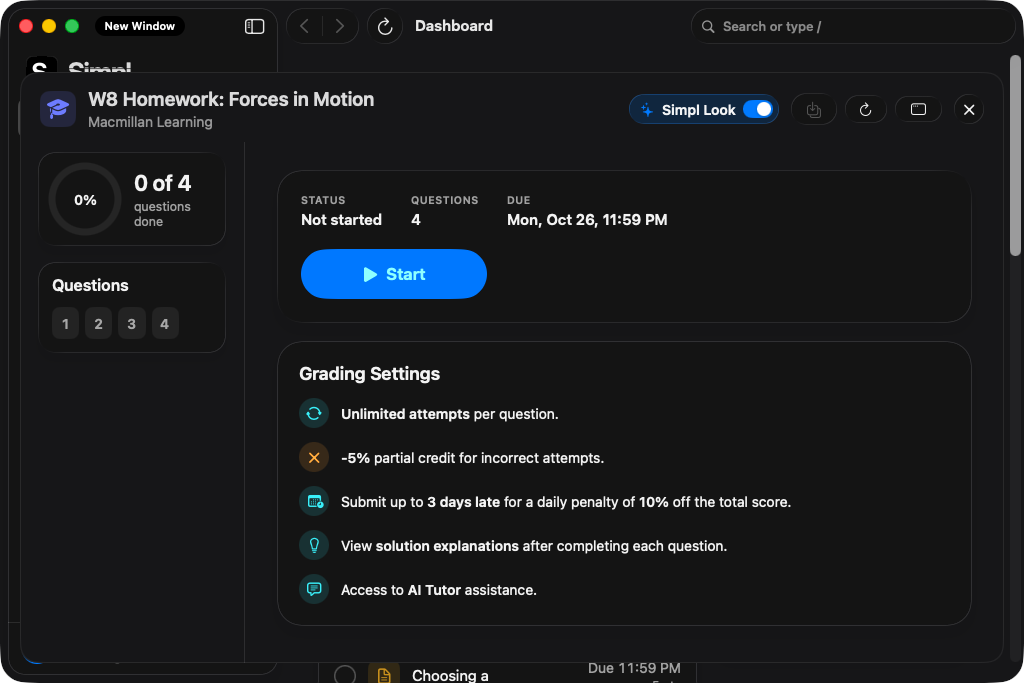 New Window
Dashboard
Search or type /
Simpl
W8 Homework: Forces in Motion
Macmillan Learning
Simpl Look
0%
0 of 4
questions
done
Questions
1 2 3 4
STATUS
Not started
QUESTIONS
4
DUE
Mon, Oct 26, 11:59 PM
Start
Grading Settings
Unlimited attempts per question.
-5% partial credit for incorrect attempts.
Submit up to 3 days late for a daily penalty of 10% off the total score.
View solution explanations after completing each question.
Access to AI Tutor assistance.
Choosing a
Due 11:59 PM